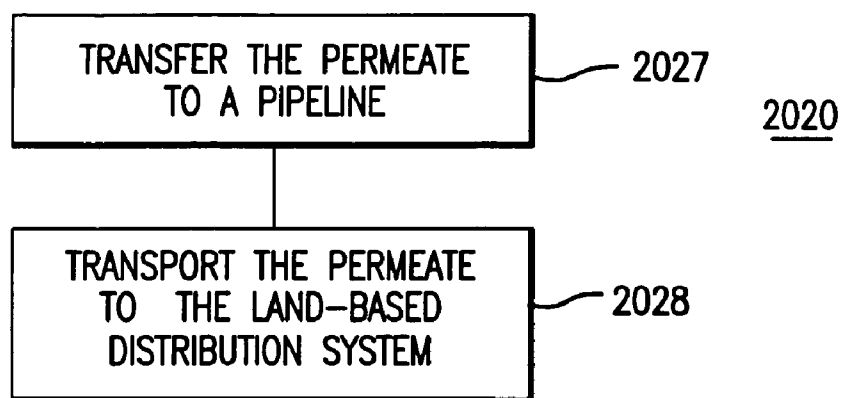 TRANSFER THE PERMEATE
TO A PIPELINE
2027
2020
TRANSPORT THE PERMEATE
TO THE LAND-BASED
DISTRIBUTION SYSTEM
2028